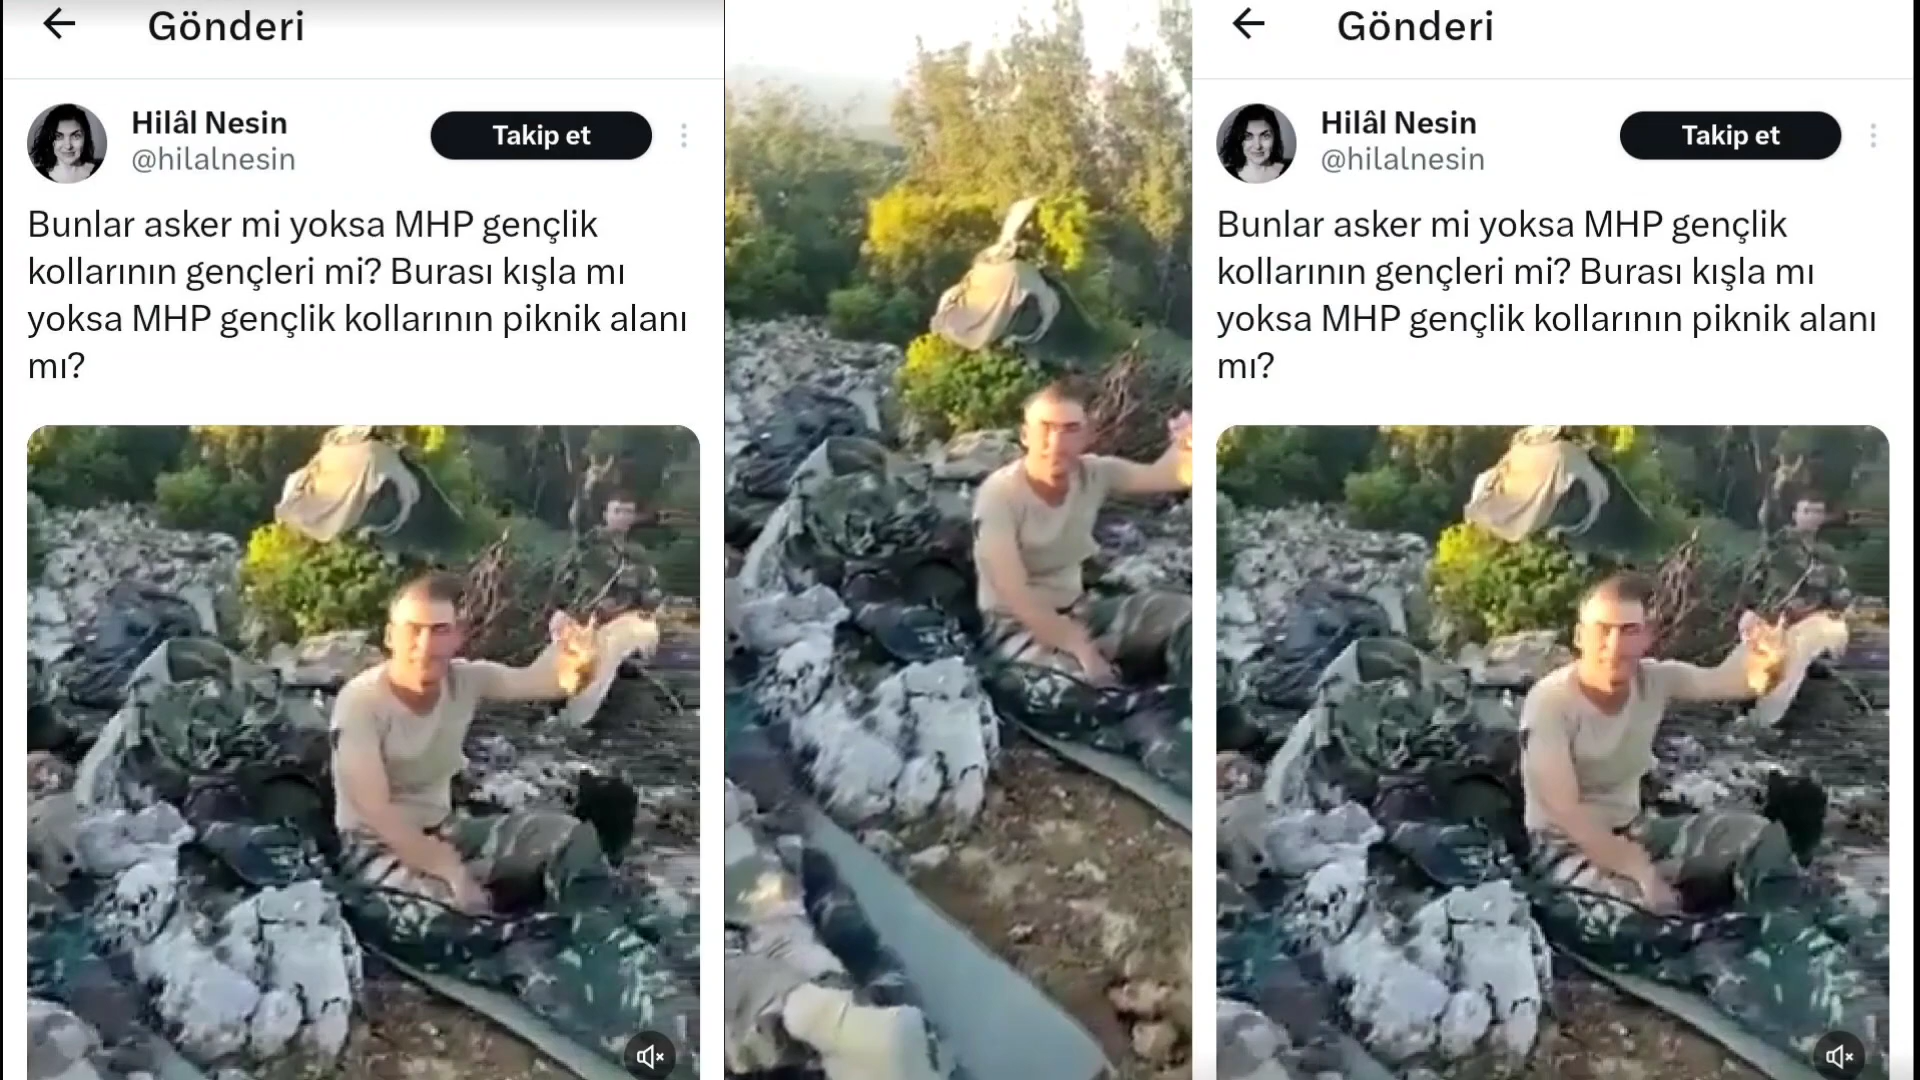 Gönderi
Hilâl Nesin
@hilalnesin
Takip et
Bunlar asker mi yoksa MHP gençlik
kollarının gençleri mi? Burası kışla mı
yoksa MHP gençlik kollarının piknik alanı
mı?
Gönderi
Hilâl Nesin
@hilalnesin
Takip et
Bunlar asker mi yoksa MHP gençlik
kollarının gençleri mi? Burası kışla mı
yoksa MHP gençlik kollarının piknik alanı
mı?